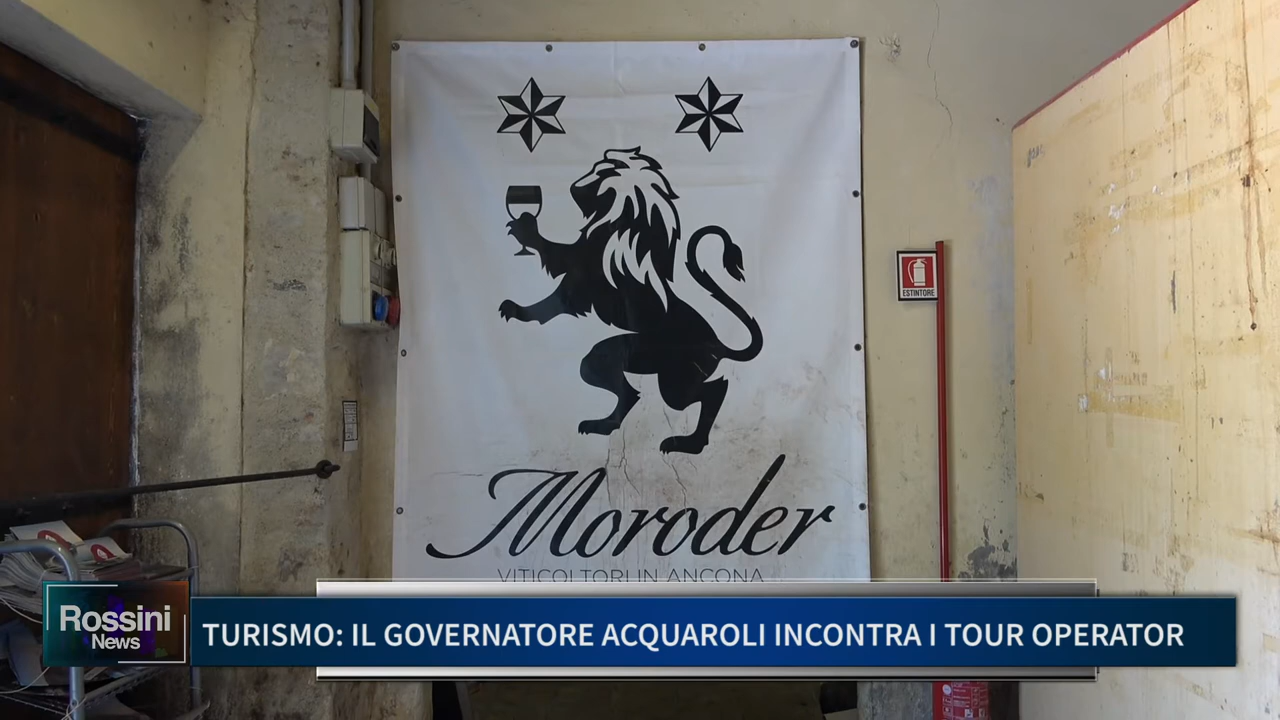 ESTINTORE
Moroder
VITICOLTORI IN ANCONA
Rossini
News
TURISMO: IL GOVERNATORE ACQUAROLI INCONTRA I TOUR OPERATOR